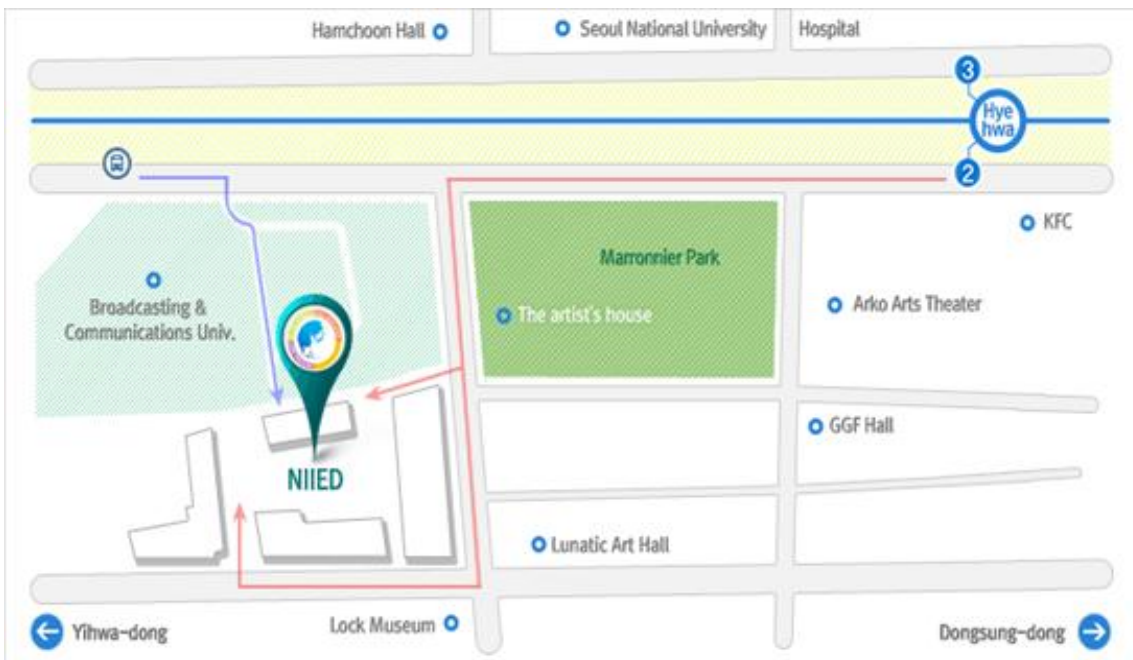 Hamchoon Hall
Seoul National University
Hospital
3
Hye
hwa
2
KFC
Marronnier Park
Broadcasting &
Communications Univ.
The artist's house
Arko Arts Theater
GGF Hall
NIIED
Lunatic Art Hall
Yihwa-dong
Lock Museum
Dongsung-dong